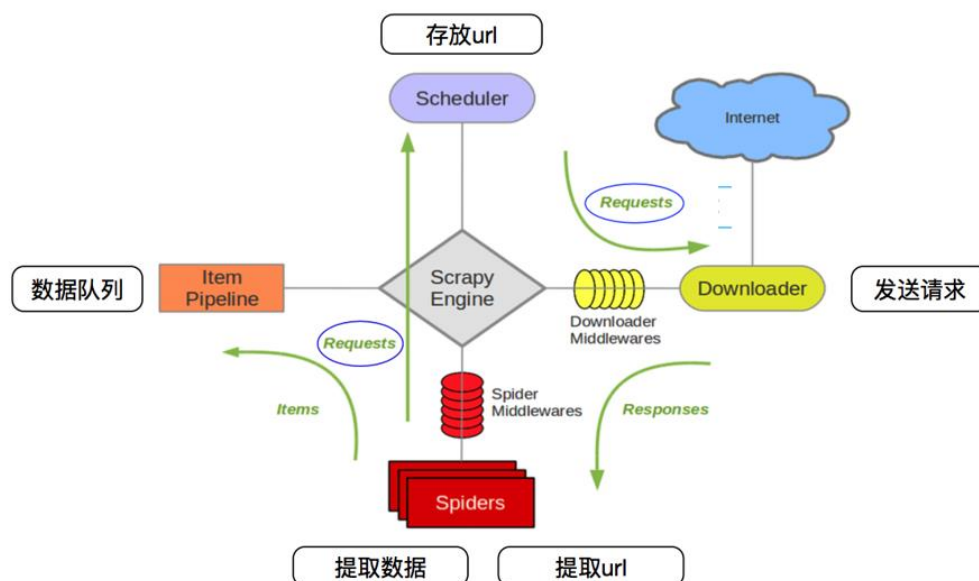 存放url
Scheduler
Internet
Requests
数据队列
Item
Pipeline
Scrapy
Engine
Downloader
发送请求
Downloader
Middlewares
Requests
Items
Spider
Middlewares
Responses
Spiders
提取数据
提取url